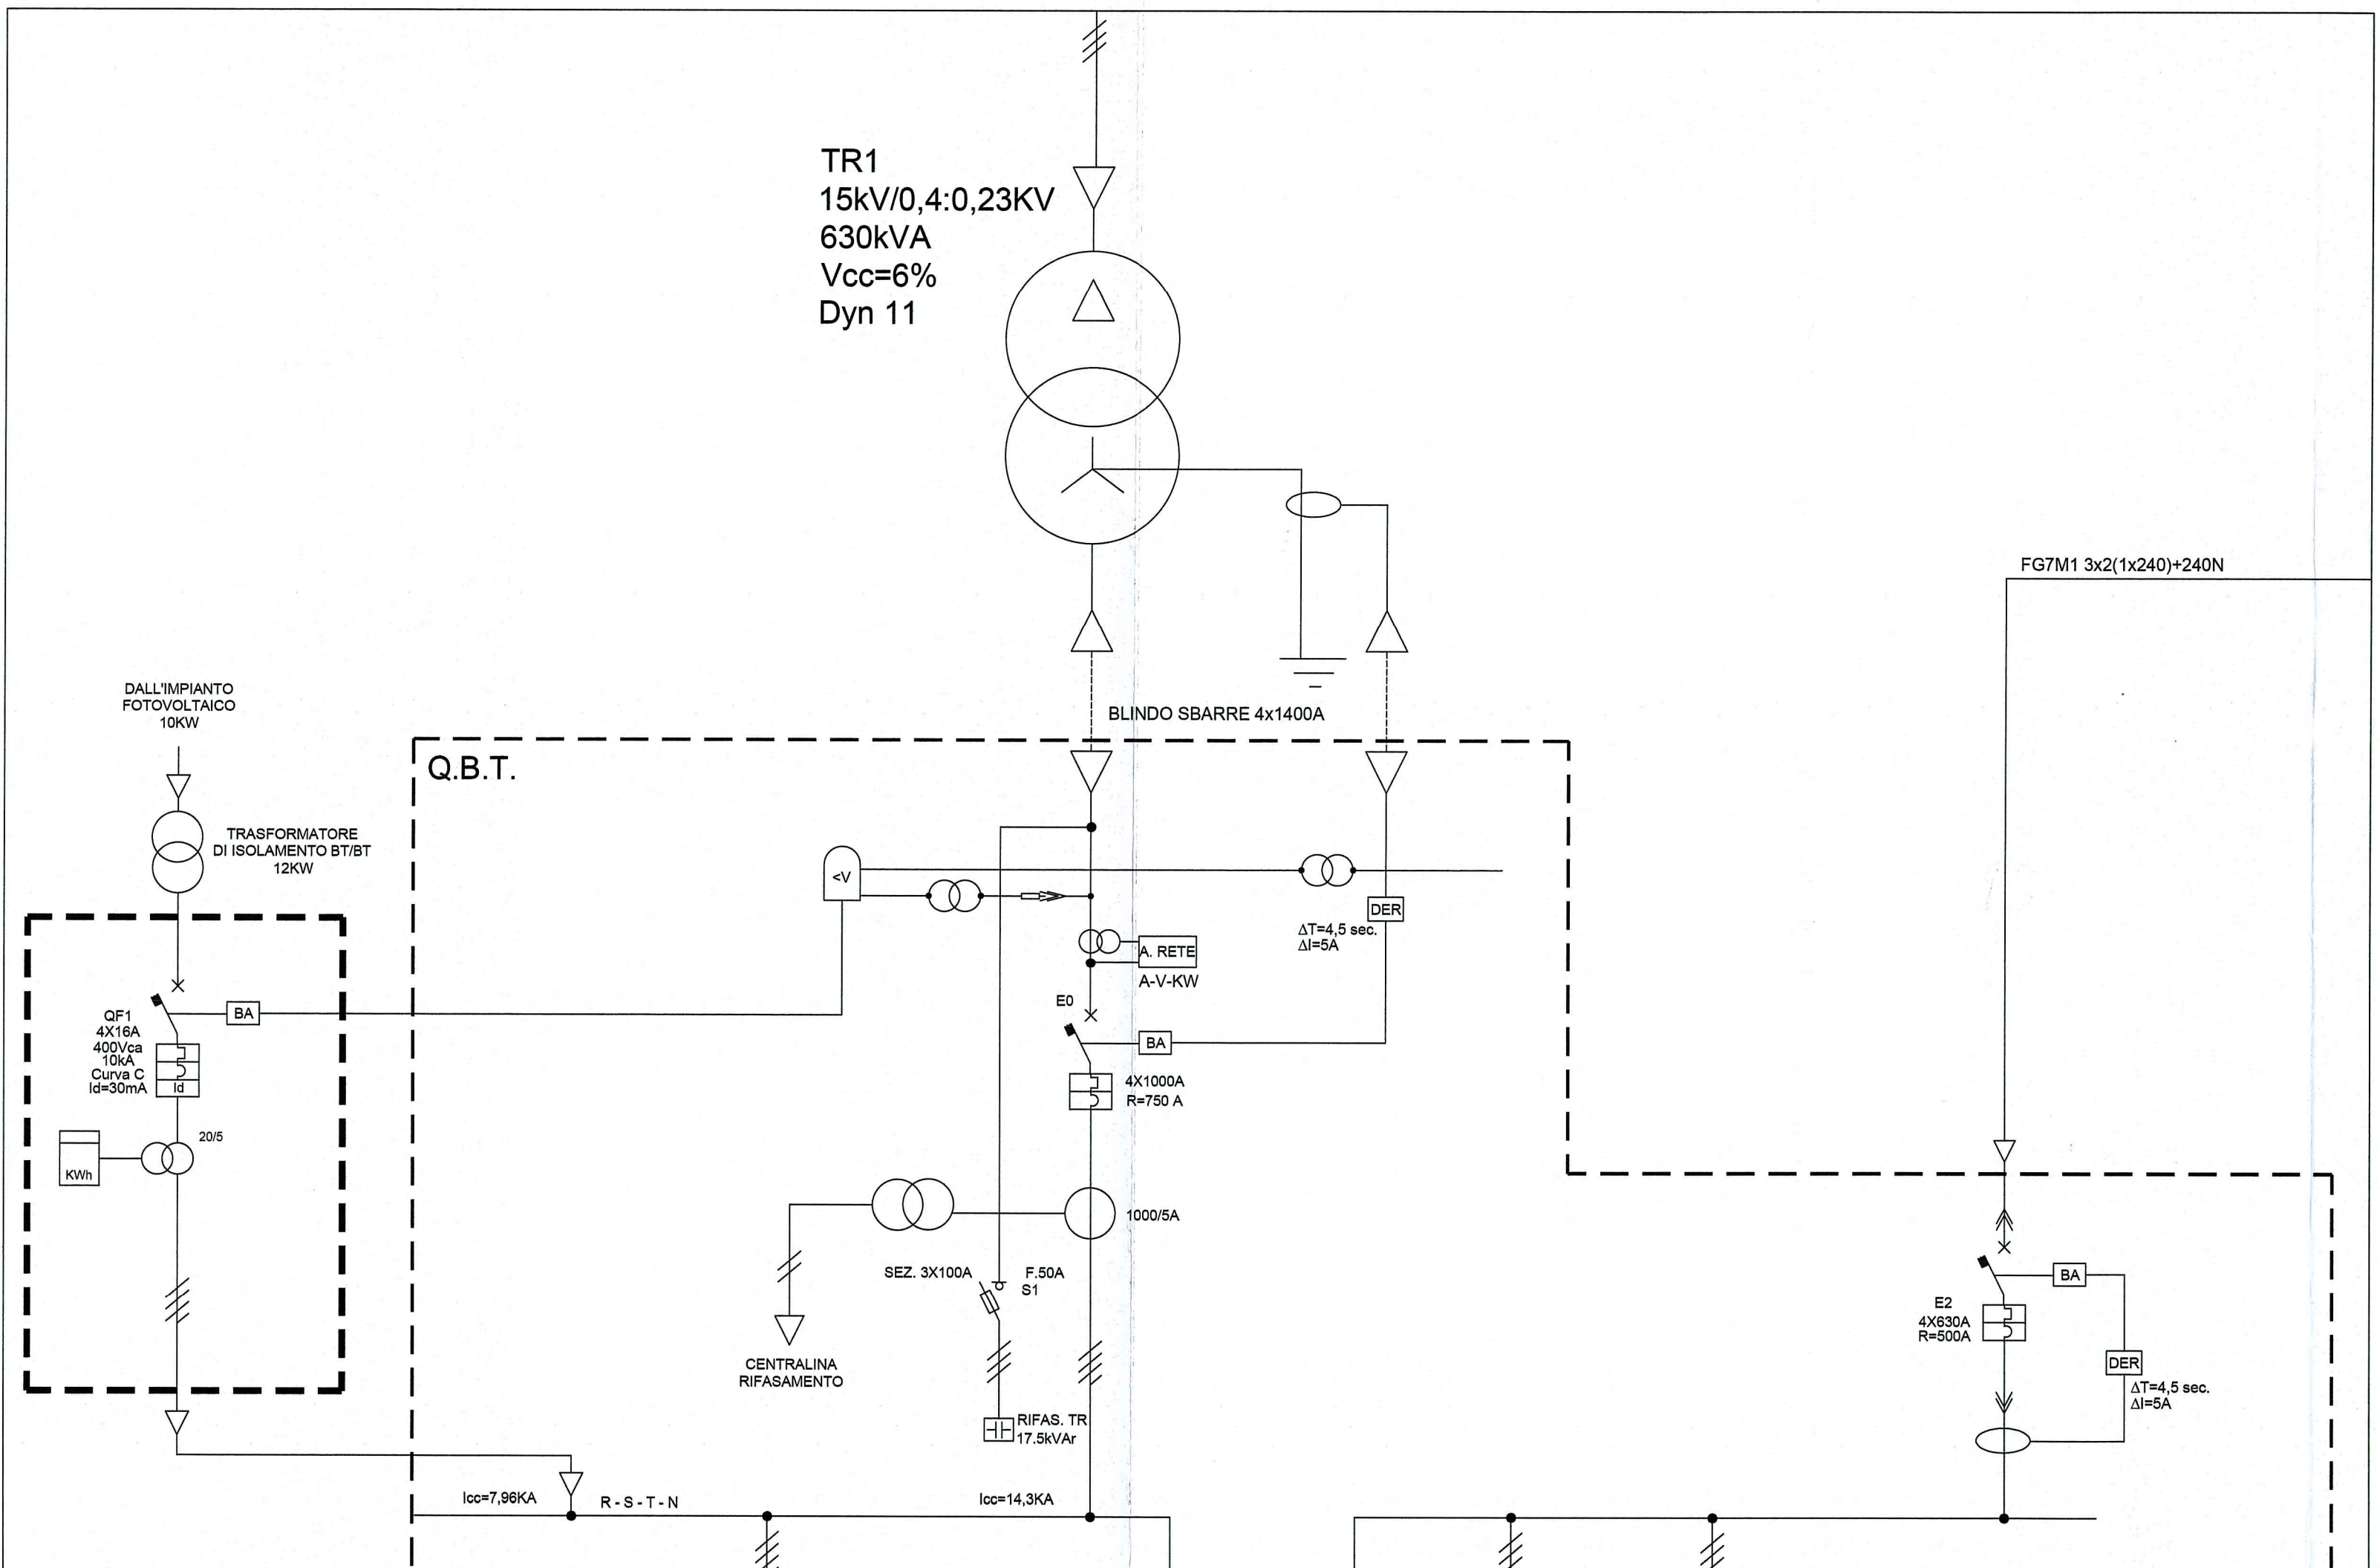 TR1
15kV/0,4:0,23KV
630kVA
Vcc=6%
Dyn 11
FG7M1 3x2(1x240)+240N
DALL'IMPIANTO
FOTOVOLTAICO
10KW
BLINDO SBARRE 4x1400A
Q.B.T.
TRASFORMATORE
DI ISOLAMENTO BT/BT
12KW
<V
DER
ΔT=4,5 sec.
ΔI=5A
A. RETE
A-V-KW
E0
BA
QF1
4X16A
400Vca
10kA
Curva C
Id=30mA
Id
BA
4X1000A
R=750 A
20/5
KWh
1000/5A
SEZ. 3X100A
F.50A
S1
CENTRALINA
RIFASAMENTO
RIFAS. TR
17.5kVAr
BA
E2
4X630A
R=500A
DER
ΔT=4,5 sec.
ΔI=5A
Icc=7,96KA
R - S - T - N
Icc=14,3KA